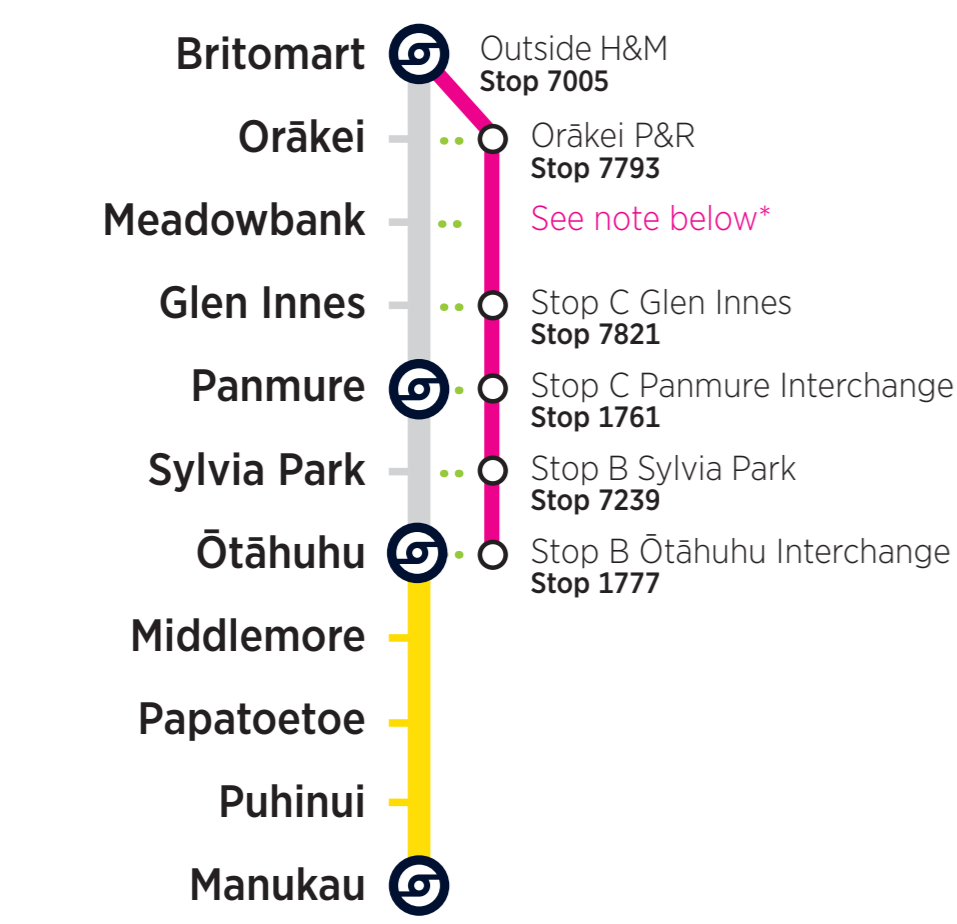 Britomart
Outside H&M
Stop 7005
Orākei
Orākei P&R
Stop 7793
Meadowbank
See note below*
Glen Innes
Stop C Glen Innes
Stop 7821
Panmure
Stop C Panmure Interchange
Stop 1761
Sylvia Park
Stop B Sylvia Park
Stop 7239
Ōtāhuhu
Stop B Ōtāhuhu Interchange
Stop 1777
Middlemore
Papatoetoe
Puhinui
Manukau